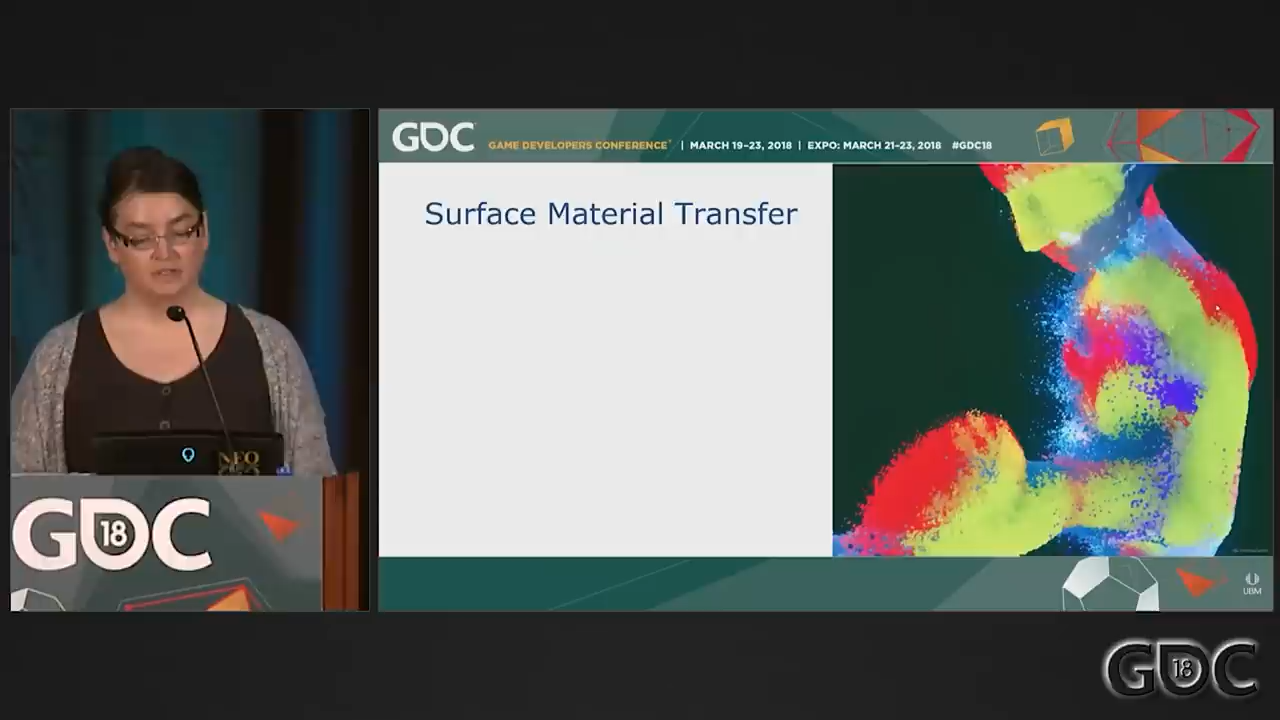 GDC
GAME DEVELOPERS CONFERENCE | MARCH 19–23, 2018 | EXPO: MARCH 21–23, 2018 #GDC18
Surface Material Transfer
NEO
GDC
18
UBM
GDC
18